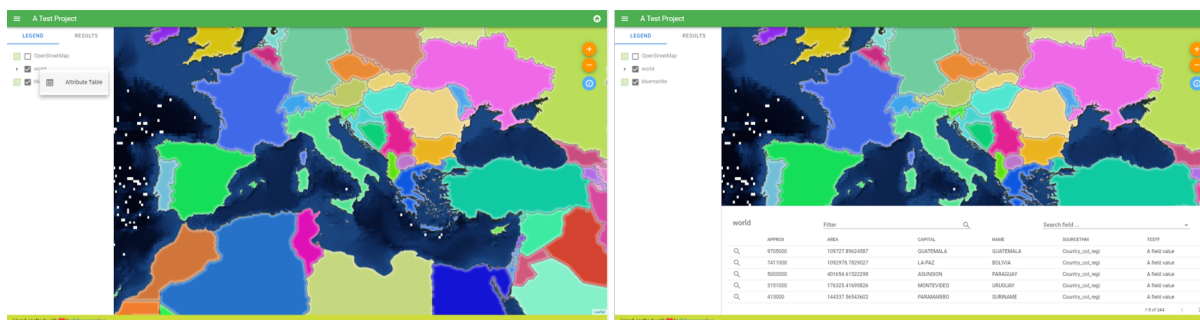 A Test Project
LEGEND RESULTS
OpenStreetMap
Attribute Table
Leaflet
A Test Project
LEGEND RESULTS
OpenStreetMap
world
bluemarble
world Filter Search field ...
APPROX AREA CAPITAL NAME SOURCETHM TESTF
9705000 109727.89624587 GUATEMALA GUATEMALA Country_col_regi A field value
7411000 1092978.7829027 LA-PAZ BOLIVIA Country_col_regi A field value
5003000 401654.61522298 ASUNSION PARAGUAY Country_col_regi A field value
3151000 176325.41695826 MONTEVIDEO URUGUAY Country_col_regi A field value
413000 144337.56543602 PARAMARIBO SURINAME Country_col_regi A field value
1-5 of 244